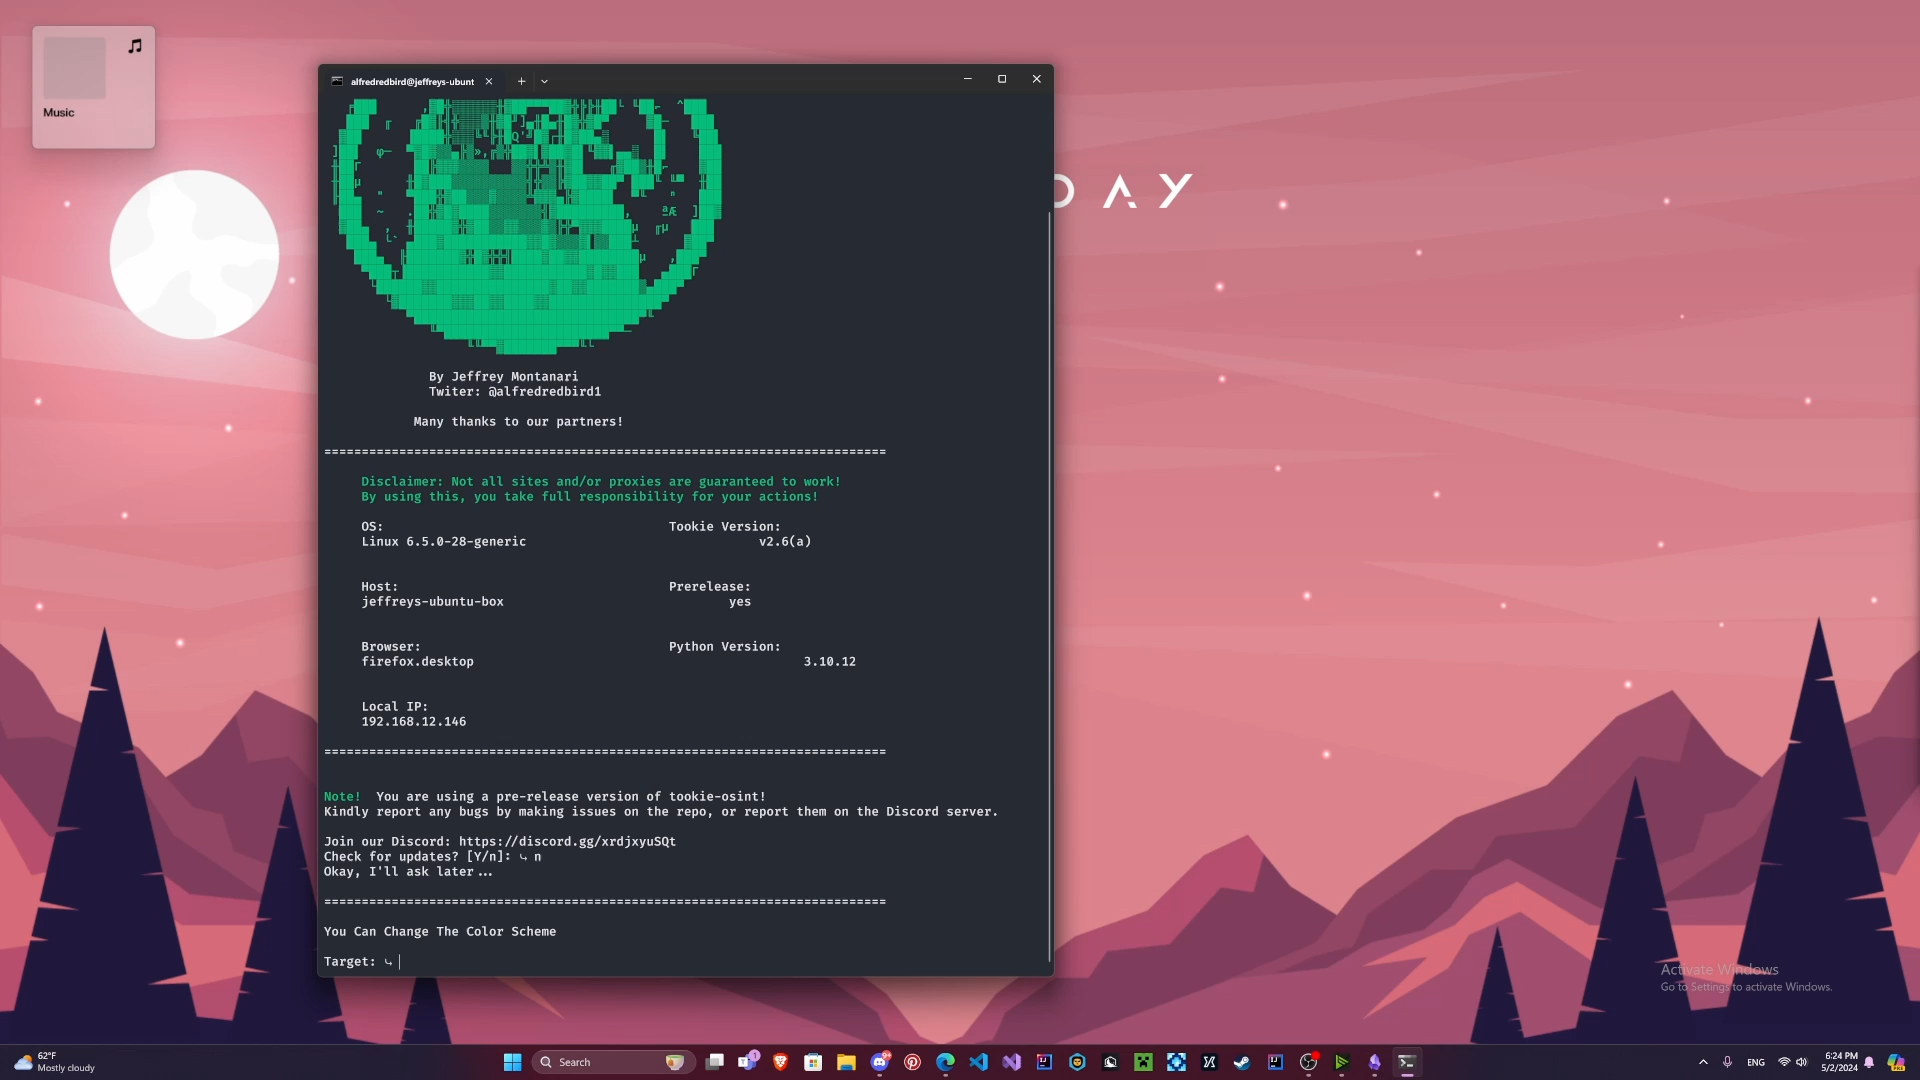 Music
alfredredbird@jeffreys-ubunt
DAY
By Jeffrey Montanari
Twiter: @alfredredbird1
Many thanks to our partners!
===========================================================================
Disclaimer: Not all sites and/or proxies are guaranteed to work!
By using this, you take full responsibility for your actions!
OS: Tookie Version:
Linux 6.5.0-28-generic v2.6(a)
Host: Prerelease:
jeffreys-ubuntu-box yes
Browser: Python Version:
firefox.desktop 3.10.12
Local IP:
192.168.12.146
===========================================================================
Note! You are using a pre-release version of tookie-osint!
Kindly report any bugs by making issues on the repo, or report them on the Discord server.
Join our Discord: https://discord.gg/xrdjxyuSQt
Check for updates? [Y/n]: ⤷ n
Okay, I'll ask later...
===========================================================================
You Can Change The Color Scheme
Target: ⤷
Activate Windows
Go to Settings to activate Windows.
62°F
Mostly cloudy
Search
ENG
6:24 PM
5/2/2024